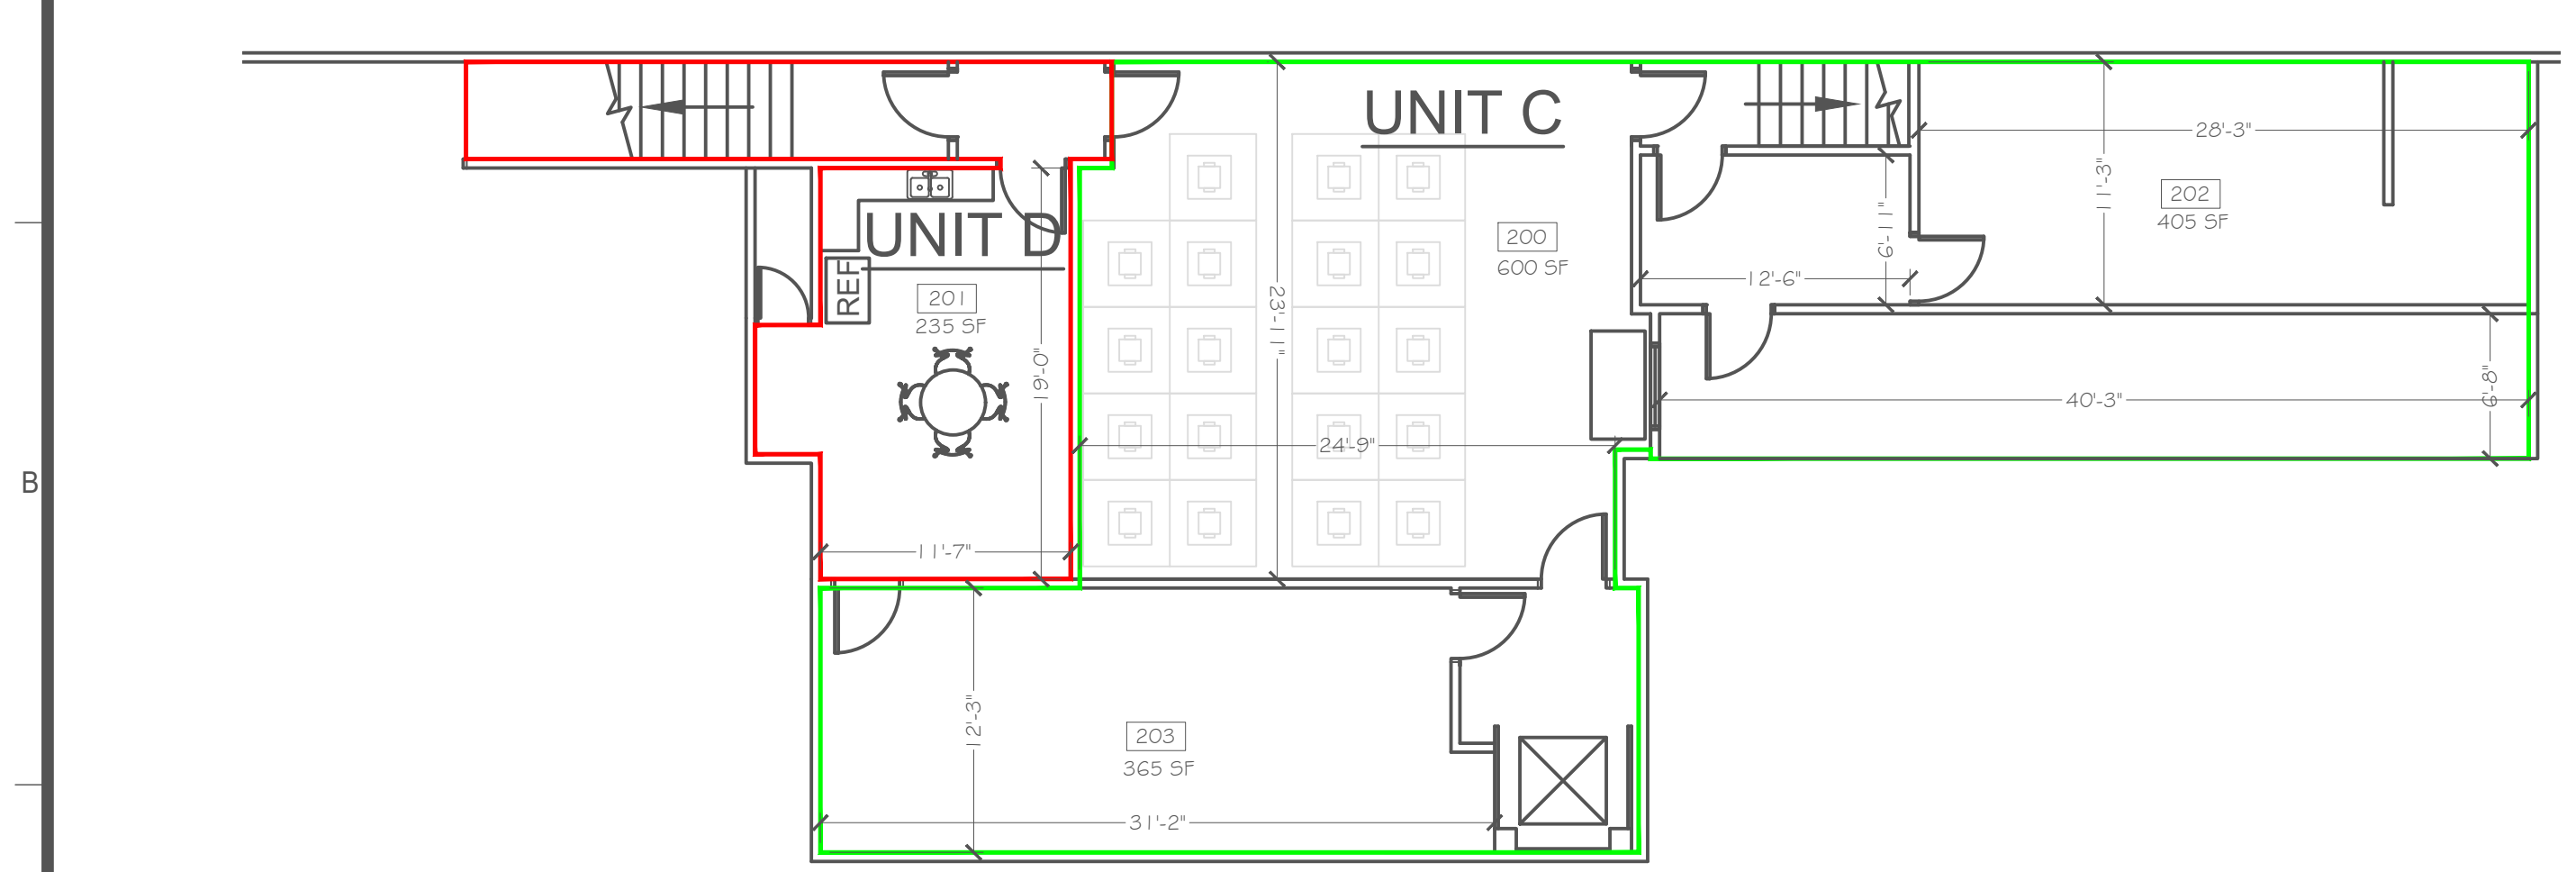 UNIT C
28'-3"
202
405 SF
11'-3"
6'-11"
UNIT D
200
600 SF
12'-6"
REF
201
235 SF
23'-11"
19'-0"
6'-8"
40'-3"
24'-9"
B
11'-7"
12'-3"
203
365 SF
31'-2"